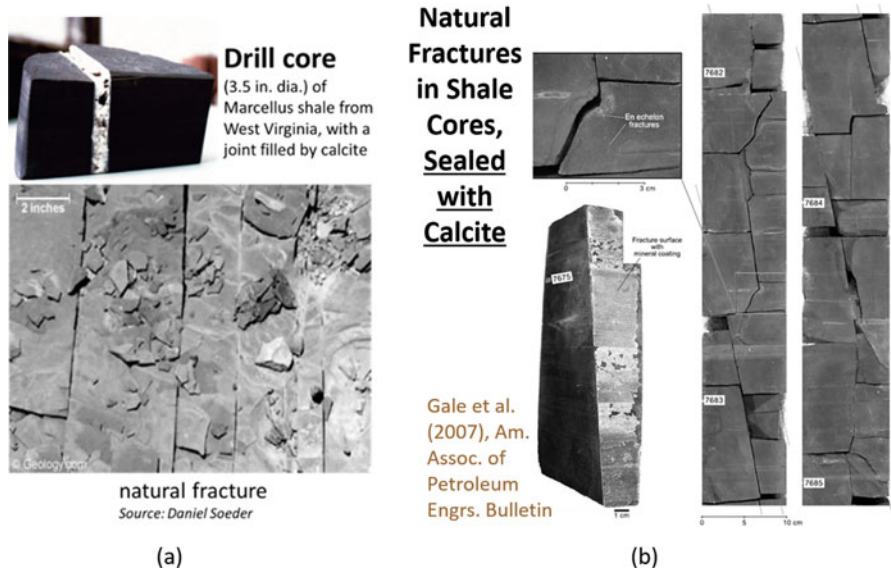 Drill core
(3.5 in. dia.) of
Marcellus shale from
West Virginia, with a
joint filled by calcite
2 inches
© Geology.com
natural fracture
Source: Daniel Soeder
(a)
Natural
Fractures
in Shale
Cores,
Sealed
with
Calcite
En echelon
fractures
0 3 cm
Fracture surface
with
mineral coating
7675
1 cm
Gale et al.
(2007), Am.
Assoc. of
Petroleum
Engrs. Bulletin
7682
7683
0 5 10 cm
7684
7685
(b)